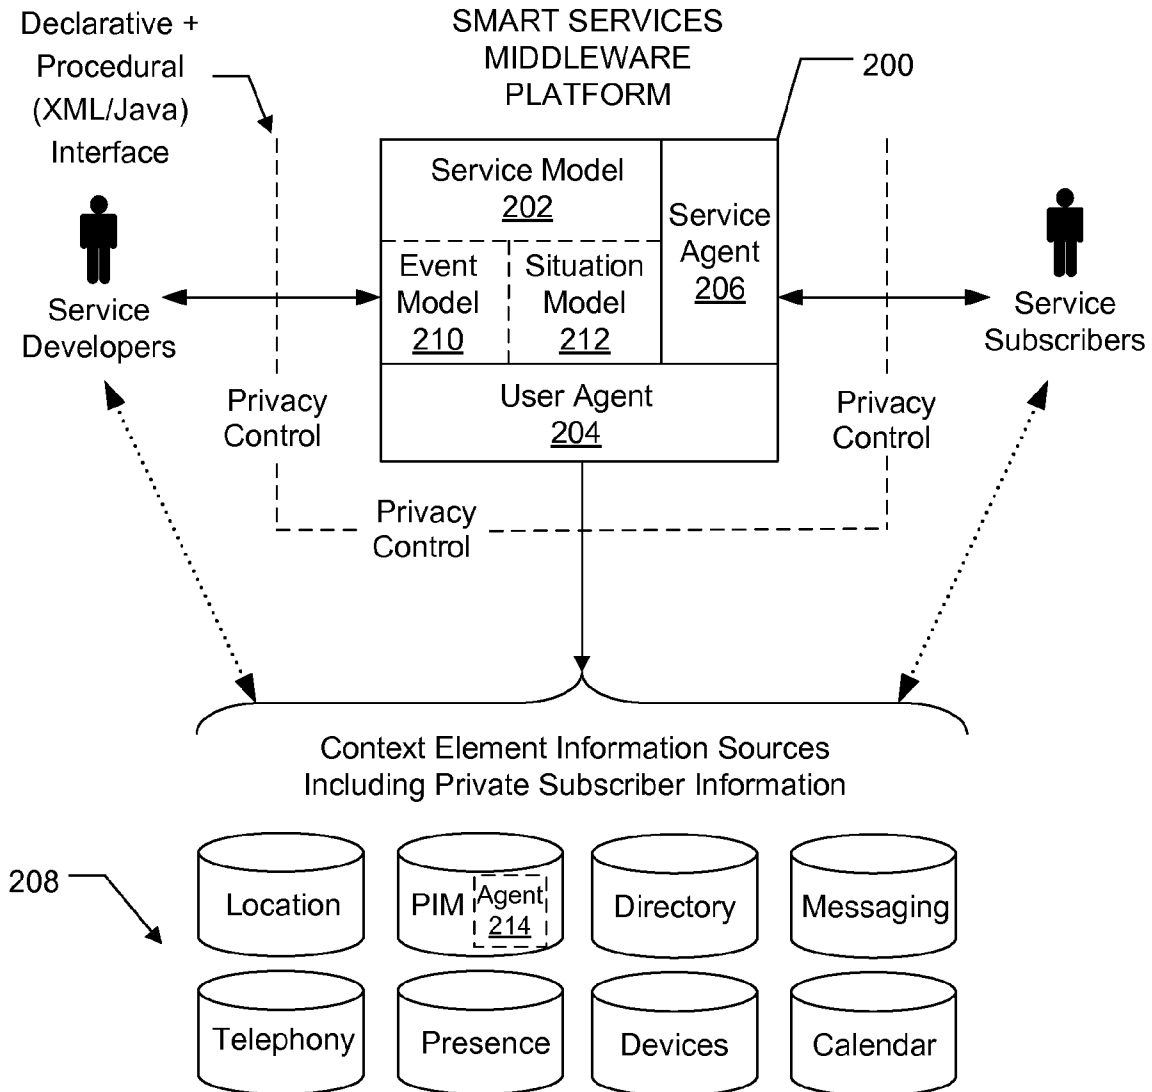 Declarative +
Procedural
(XML/Java)
Interface
SMART SERVICES
MIDDLEWARE
PLATFORM
200
Service Model
202
Service
Agent
206
Event
Model
210
Situation
Model
212
User Agent
204
Service
Developers
Service
Subscribers
Privacy
Control
Privacy
Control
Privacy
Control
Context Element Information Sources
Including Private Subscriber Information
208
Location
PIM
Agent
214
Directory
Messaging
Telephony
Presence
Devices
Calendar